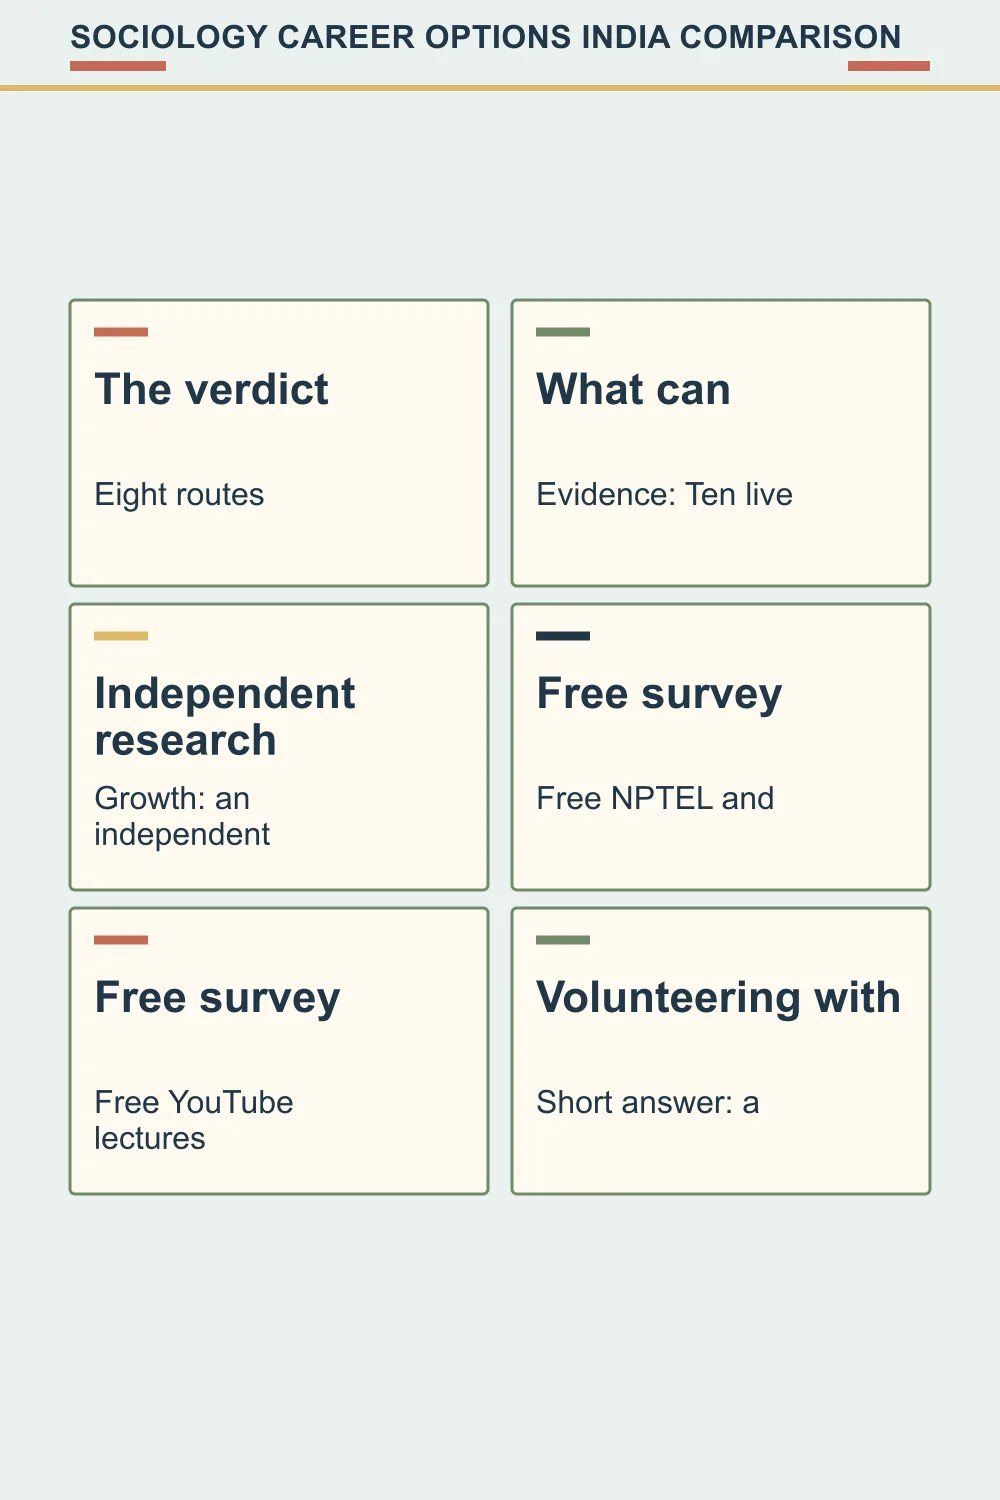 SOCIOLOGY CAREER OPTIONS INDIA COMPARISON
The verdict
Eight routes
What can
Evidence: Ten live
Independent
research
Growth: an
independent
Free survey
Free NPTEL and
Free survey
Free YouTube
lectures
Volunteering with
Short answer: a